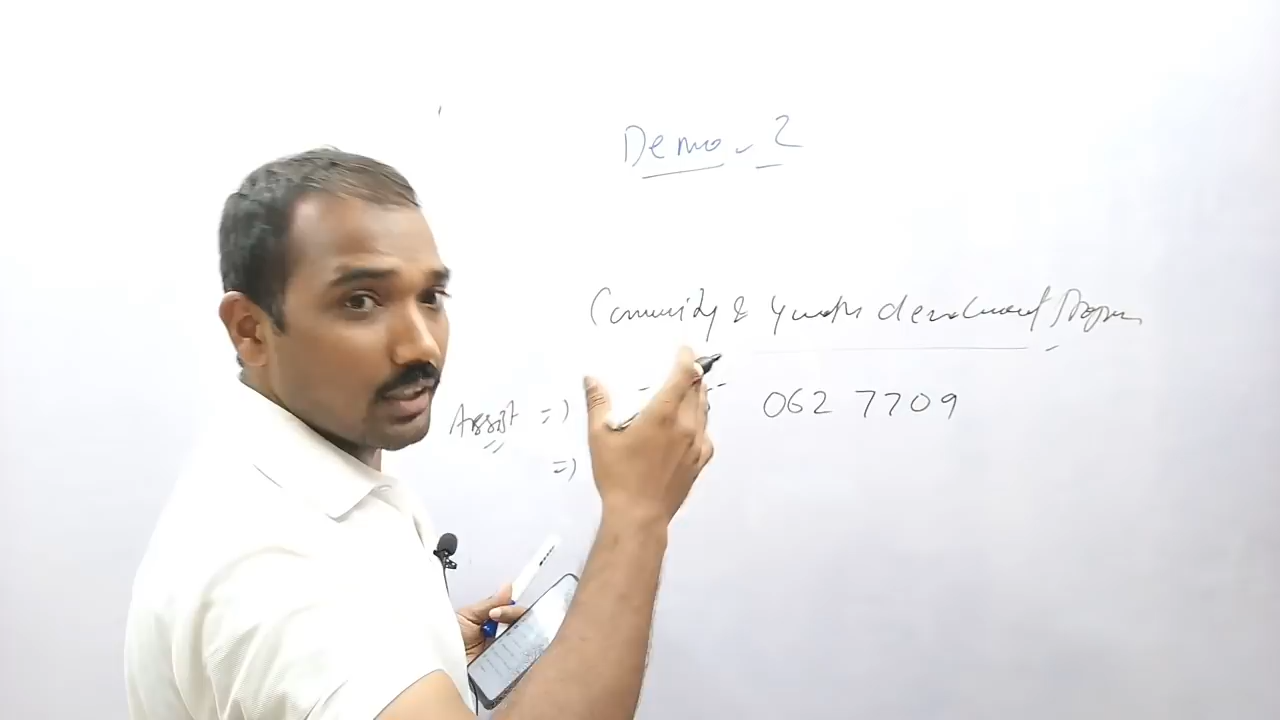 Demo - 2
Community & Youth development Program
Assist => 062 7709
=>